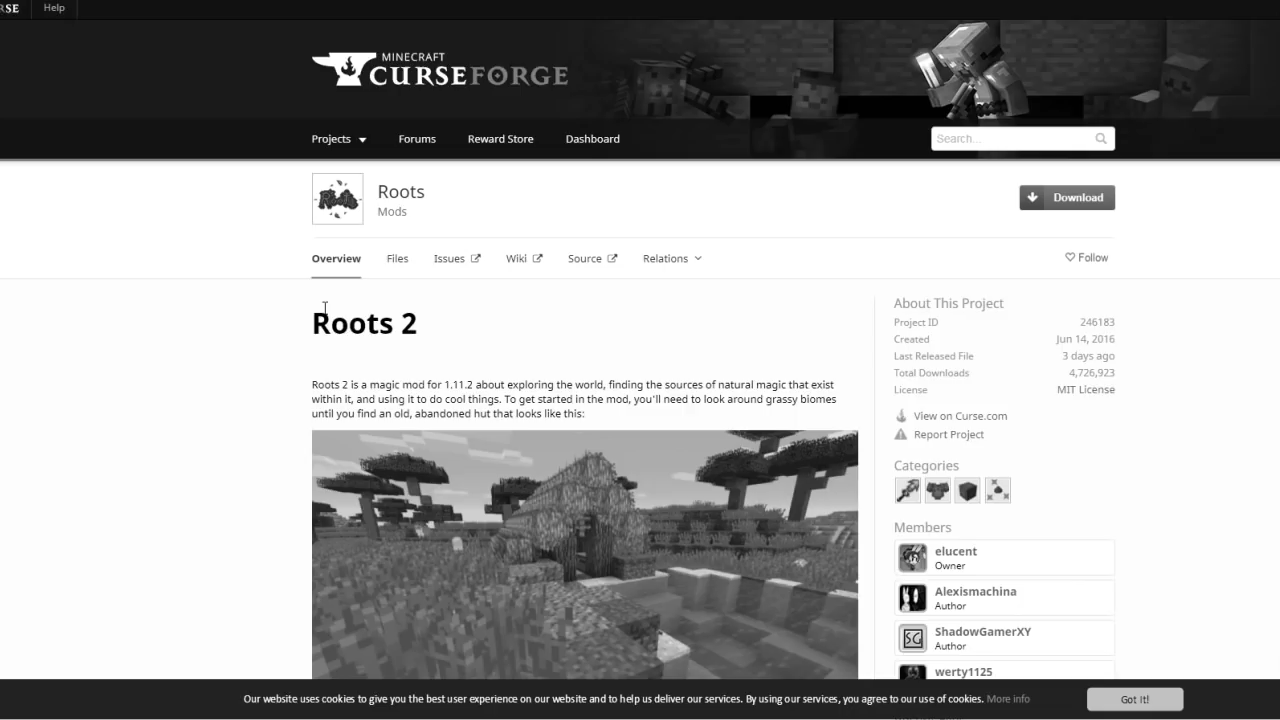 RSE Help
MINECRAFT
CURSEFORGE
Projects Forums Reward Store Dashboard Search...
Roots
Roots
Mods
Download
Overview Files Issues Wiki Source Relations Follow
Roots 2
Roots 2 is a magic mod for 1.11.2 about exploring the world, finding the sources of natural magic that exist
within it, and using it to do cool things. To get started in the mod, you'll need to look around grassy biomes
until you find an old, abandoned hut that looks like this:
About This Project
Project ID 246183
Created Jun 14, 2016
Last Released File 3 days ago
Total Downloads 4,726,923
License MIT License
View on Curse.com
Report Project
Categories
Members
elucent
Owner
Alexismachina
Author
SG
ShadowGamerXY
Author
werty1125
Our website uses cookies to give you the best user experience on our website and to help us deliver our services. By using our services, you agree to our use of cookies. More info Got It!